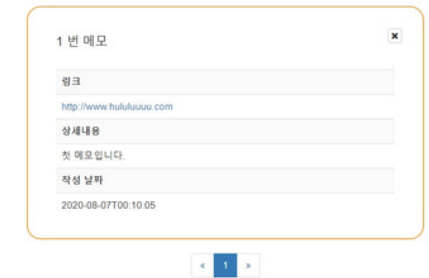 1 번 메모
×
링크
http://www.hululuuuu.com
상세내용
첫 메모입니다.
작성 날짜
2020-08-07T00:10:05
« 1 »